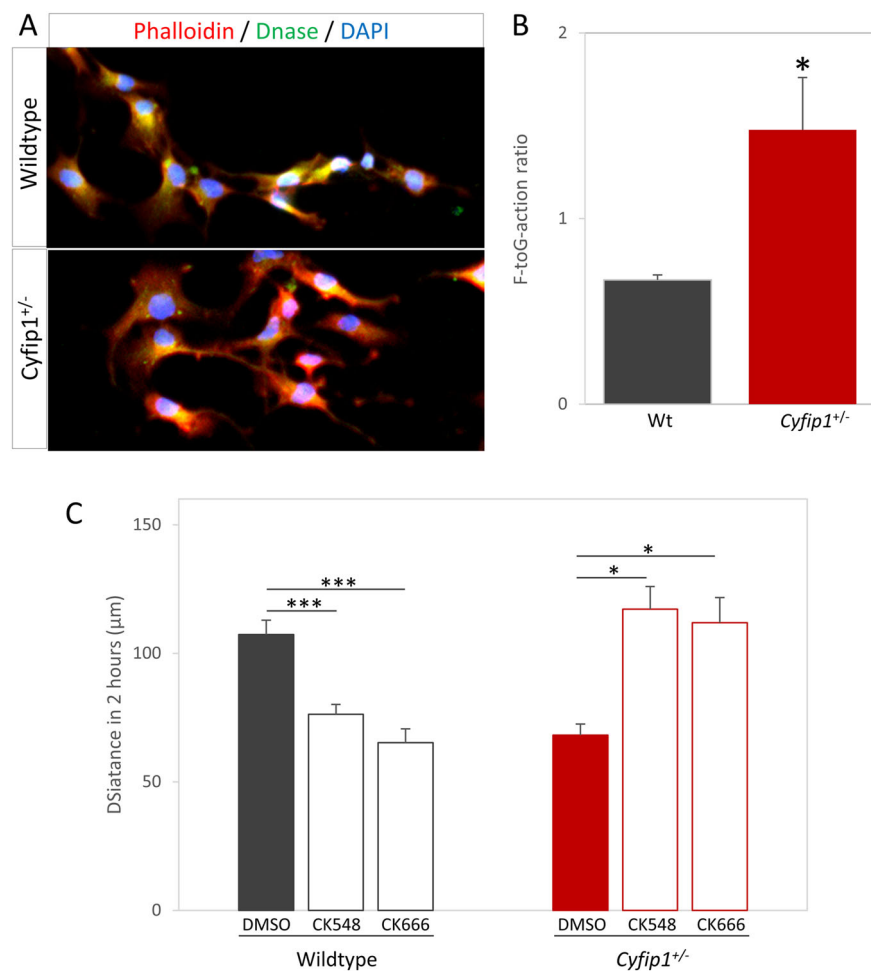 A
Phalloidin / Dnase / DAPI
Wildtype
Cyfip1+/-
B
F-toG-action ratio
2
*
1
0
Wt
Cyfip1+/-
C
DSiatance in 2 hours (µm)
150
100
50
0
***
***
*
*
DMSO CK548 CK666 DMSO CK548 CK666
Wildtype Cyfip1+/-